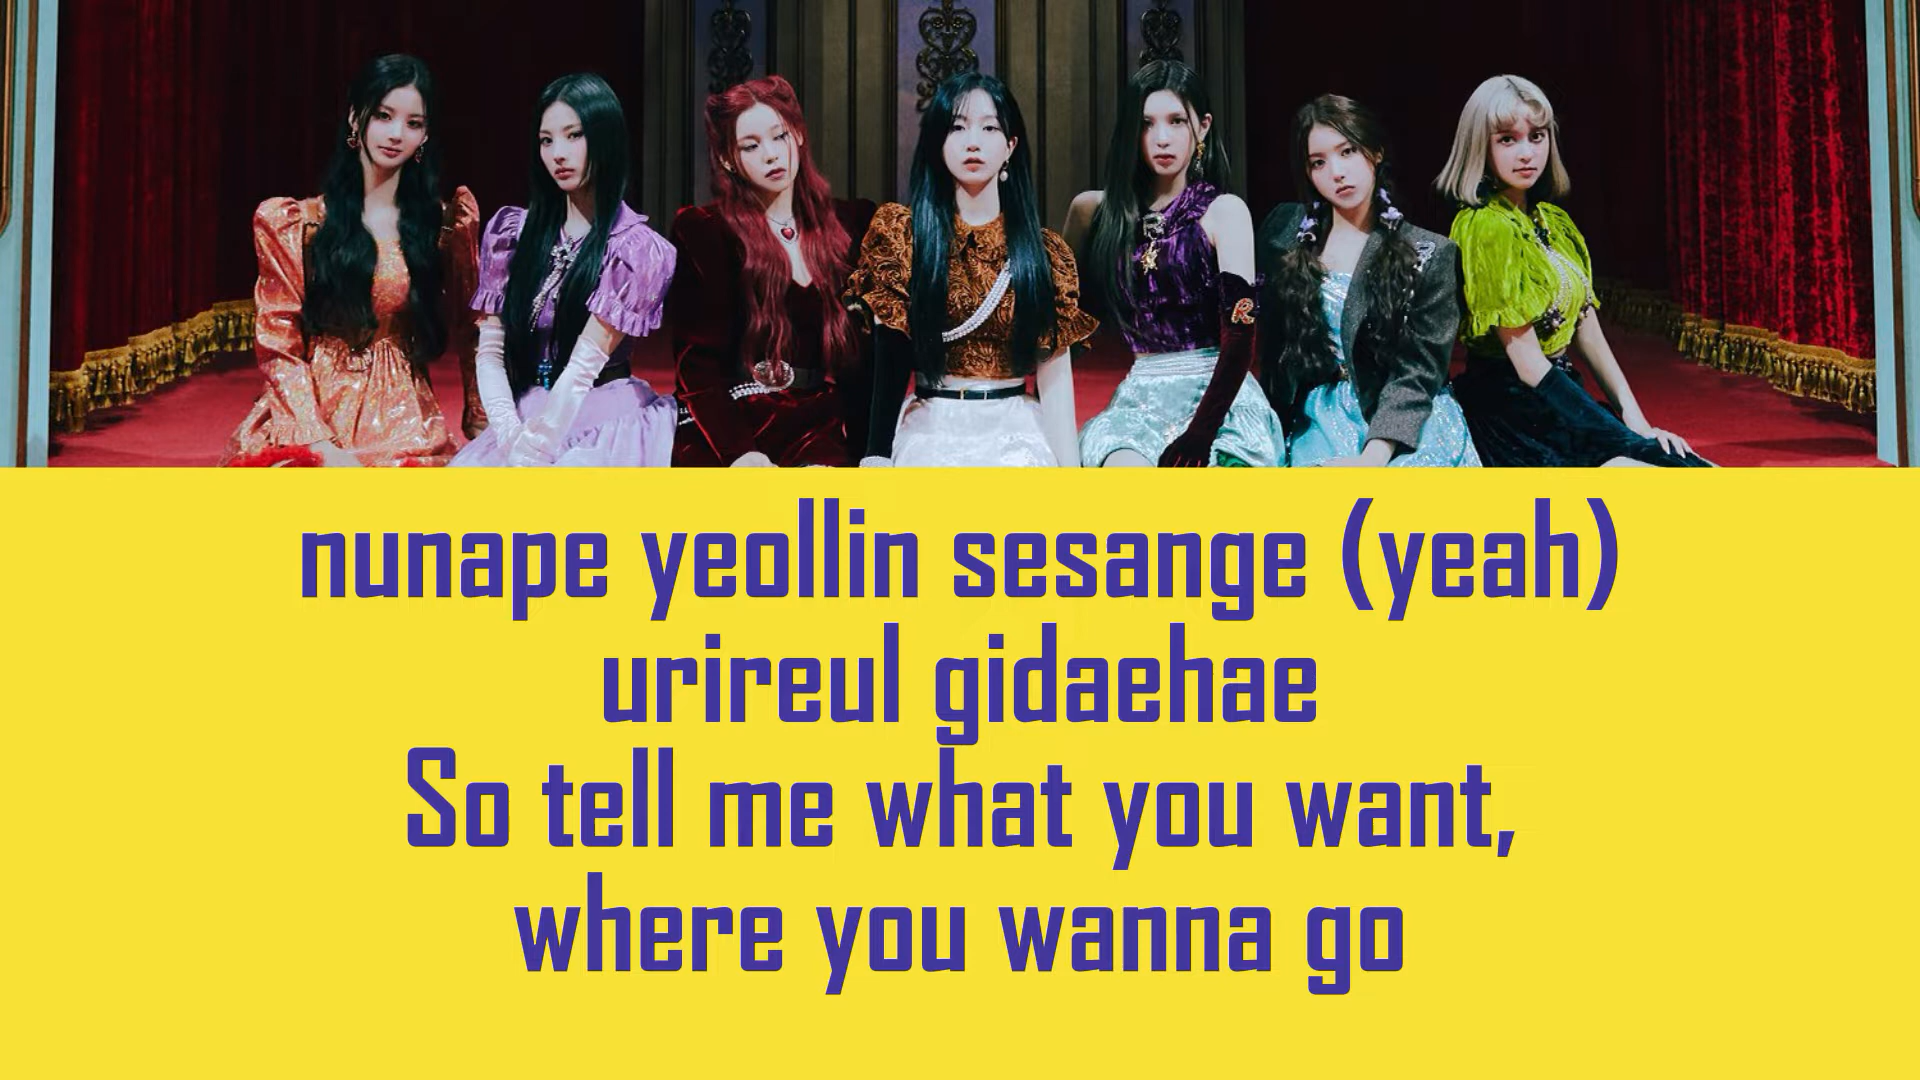 nunape yeollin sesange (yeah)
urireul gidaehae
So tell me what you want,
where you wanna go
R